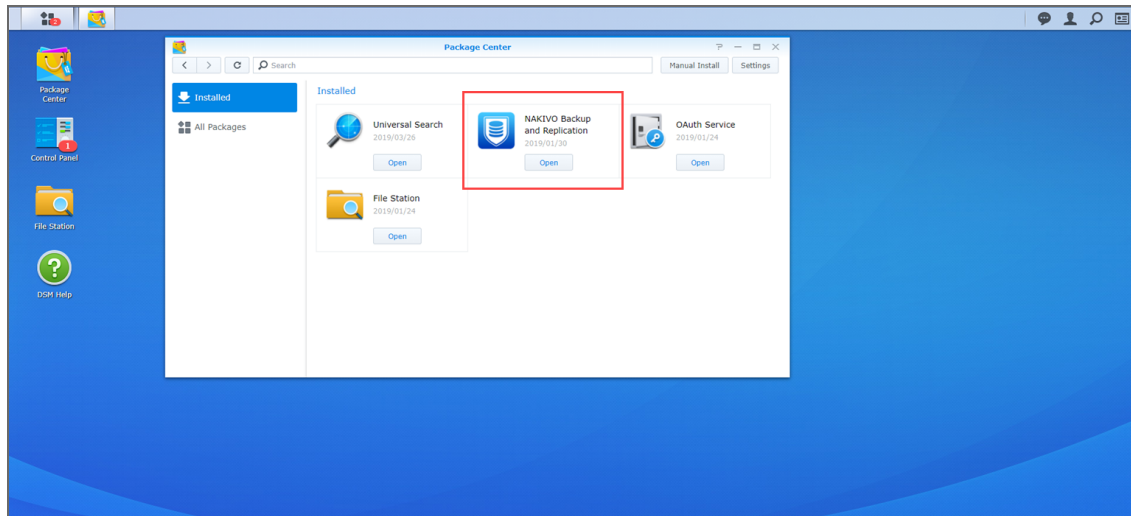 2
Package Center
Search
Manual Install
Settings
Package
Center
1
Control Panel
File Station
DSM Help
Installed
All Packages
Installed
Universal Search
2019/03/26
Open
NAKIVO Backup
and Replication
2019/01/30
Open
OAuth Service
2019/01/24
Open
File Station
2019/01/24
Open